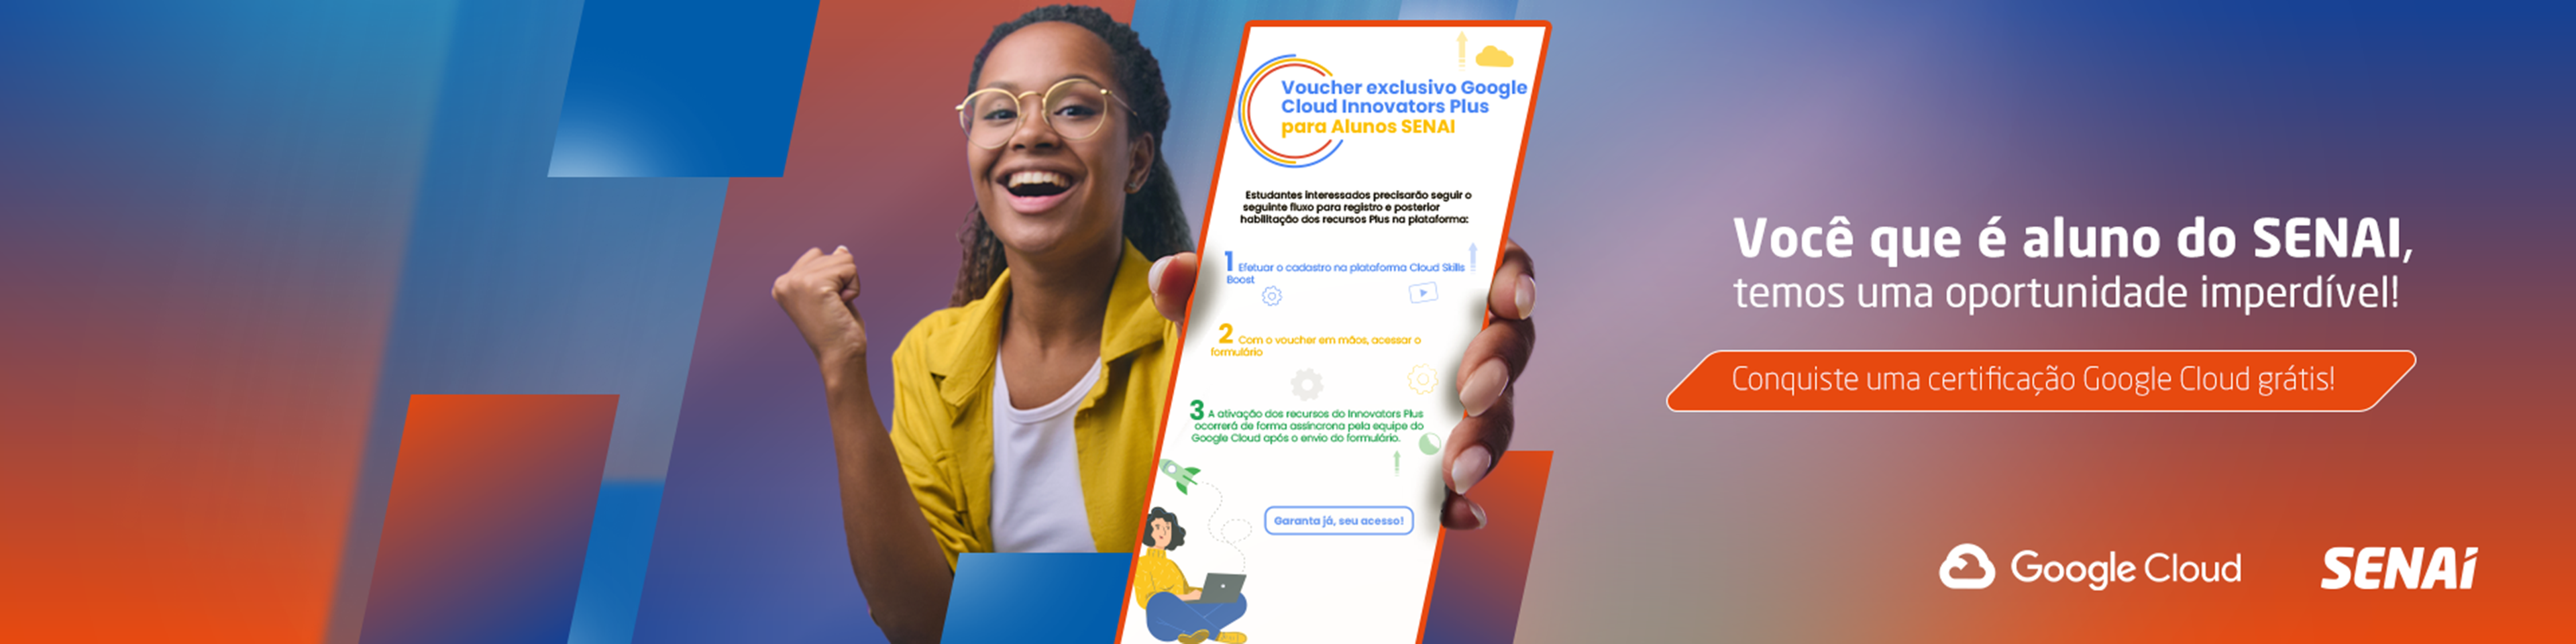 Voucher exclusivo Google
Cloud Innovators Plus
para Alunos SENAI
Estudantes interessados precisarão seguir o
seguinte fluxo para registro e posterior
habilitação dos recursos Plus na plataforma:
1 Efetuar o cadastro na plataforma Cloud Skills
Boost
2 Com o voucher em mãos, acessar o
formulário
3 A ativação dos recursos do Innovators Plus
ocorrerá de forma assíncrona pela equipe do
Google Cloud após o envio do formulário.
Garanta já, seu acesso!
Você que é aluno do SENAI,
temos uma oportunidade imperdível!
Conquiste uma certificação Google Cloud grátis!
Google Cloud
SENAI